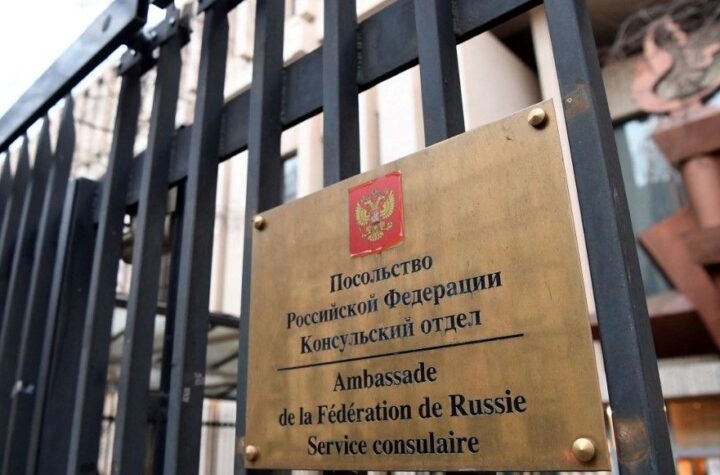 Посольство
Российской Федерации
Консульский отдел
Ambassade
de la Fédération de Russie
Service consulaire